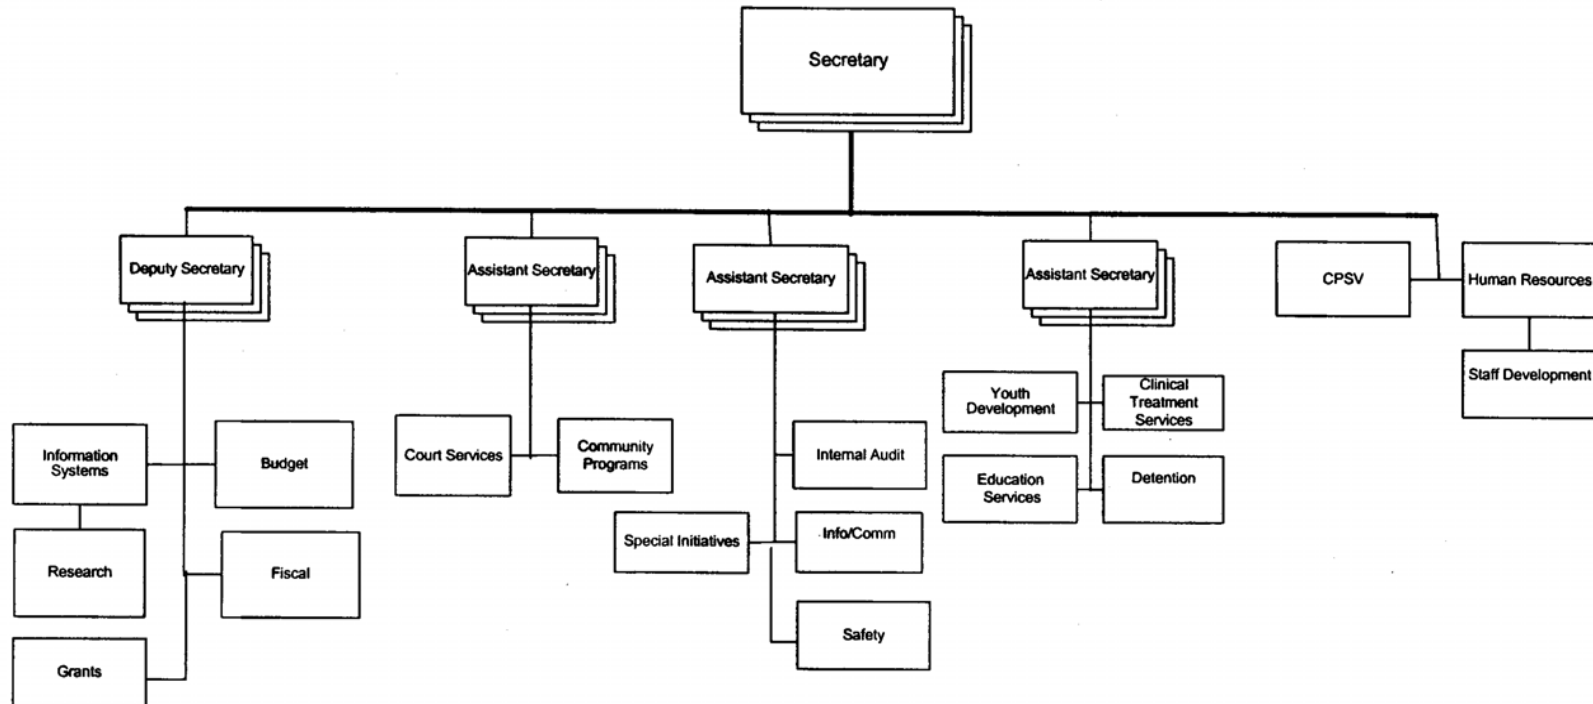 Secretary
Deputy Secretary
Assistant Secretary
Assistant Secretary
Assistant Secretary
CPSV
Human Resources
Staff Development
Information
Systems
Budget
Research
Fiscal
Grants
Court Services
Community
Programs
Internal Audit
Special Initiatives
Info/Comm
Safety
Youth
Development
Clinical
Treatment
Services
Education
Services
Detention